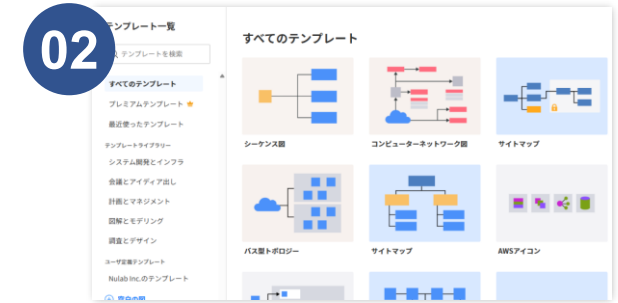 02
テンプレート一覧
テンプレートを検索
すべてのテンプレート
プレミアムテンプレート
最近使ったテンプレート
テンプレートライブラリー
システム開発とインフラ
会議とアイディア出し
計画とマネジメント
図解とモデリング
調査とデザイン
ユーザ定義テンプレート
Nulab Inc.のテンプレート
空白の図
すべてのテンプレート
シーケンス図
コンピューターネットワーク図
サイトマップ
バス型トポロジー
サイトマップ
AWSアイコン